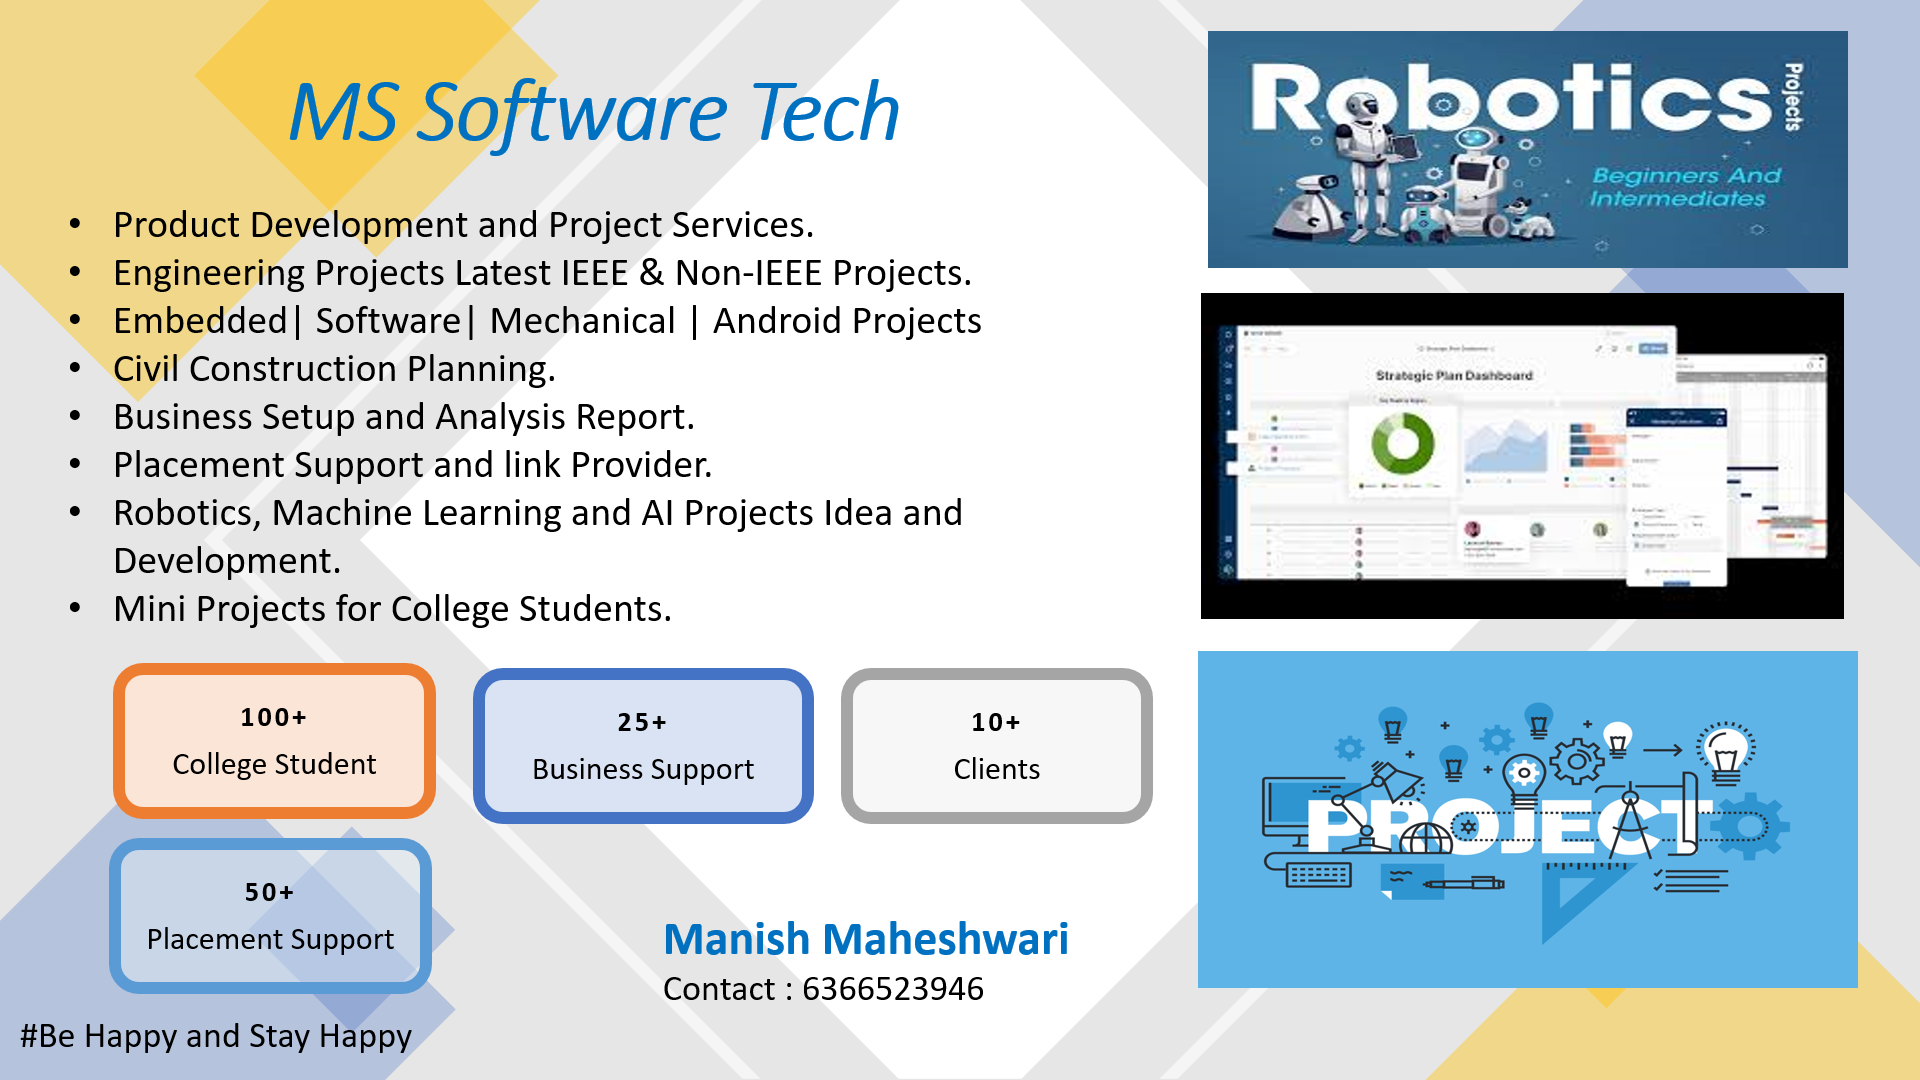 MS Software Tech
• Product Development and Project Services.
• Engineering Projects Latest IEEE & Non-IEEE Projects.
• Embedded| Software| Mechanical | Android Projects
• Civil Construction Planning.
• Business Setup and Analysis Report.
• Placement Support and link Provider.
• Robotics, Machine Learning and AI Projects Idea and
Development.
• Mini Projects for College Students.
100+
College Student
25+
Business Support
10+
Clients
50+
Placement Support
Manish Maheshwari
Contact : 6366523946
#Be Happy and Stay Happy
Robotics
Projects
Beginners And
Intermediates
Strategic Plan Dashboard
PROJECT